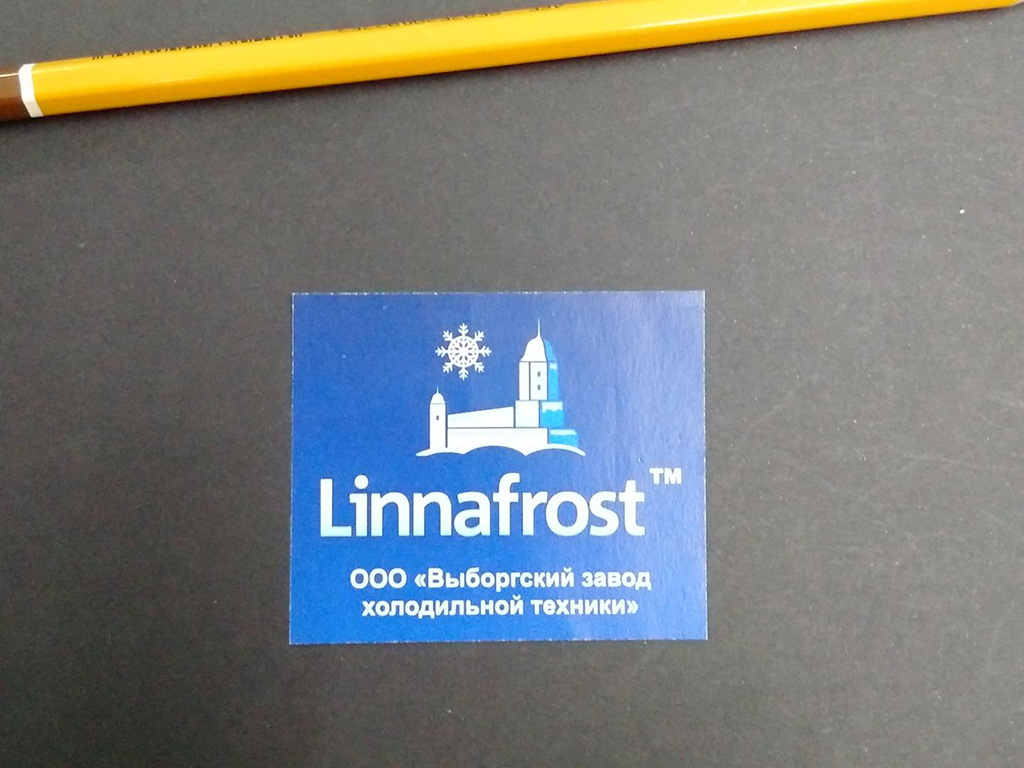 Linnafrost™
ООО «Выборгский завод
холодильной техники»